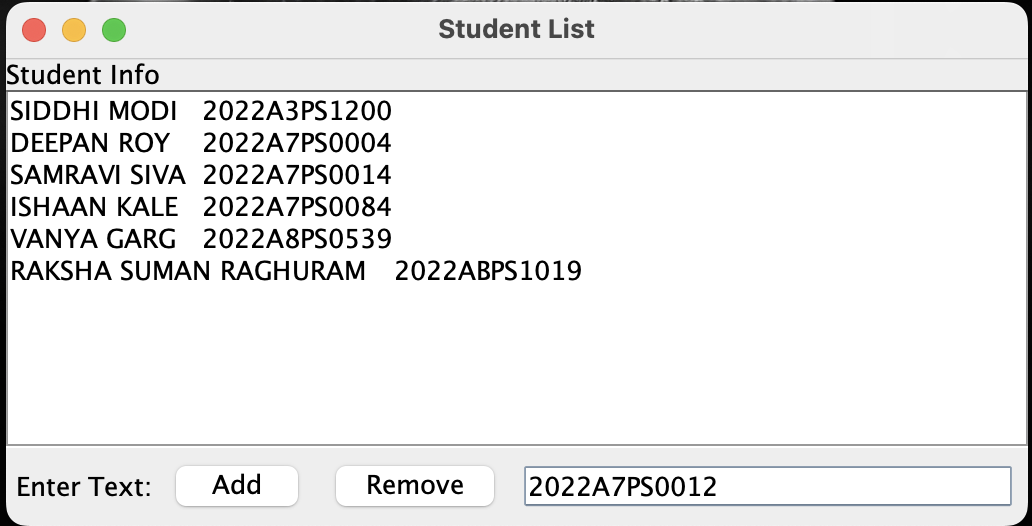 Student List
Student Info
SIDDHI MODI 2022A3PS1200
DEEPAN ROY 2022A7PS0004
SAMRAVI SIVA 2022A7PS0014
ISHAAN KALE 2022A7PS0084
VANYA GARG 2022A8PS0539
RAKSHA SUMAN RAGHURAM 2022ABPS1019
Enter Text: Add Remove 2022A7PS0012